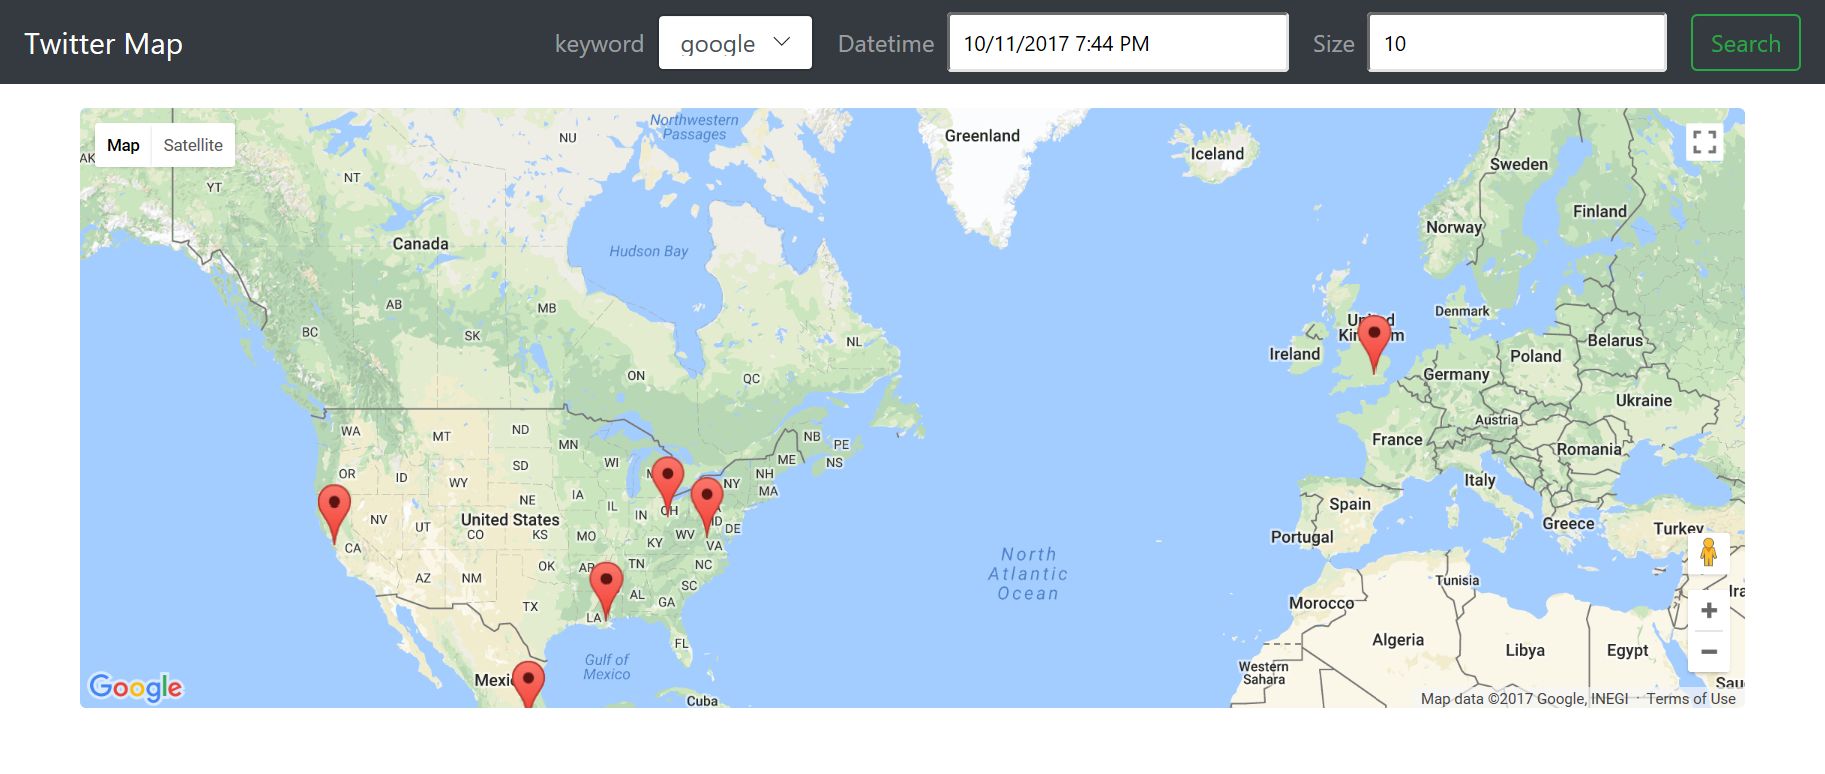 Twitter Map
keyword
google
Datetime
10/11/2017 7:44 PM
Size
10
Search
Map
Satellite
AK
YT
NT
NU
Northwestern
Passages
Greenland
Iceland
Sweden
Finland
Norway
Canada
Hudson Bay
BC
AB
SK
MB
ON
QC
NL
NB
PE
NS
United
Kingdom
Ireland
Denmark
Belarus
Poland
Germany
Ukraine
Austria
France
Romania
Italy
Spain
Portugal
Greece
Turkey
WA
MT
ND
MN
OR
ID
WY
SD
WI
NY
NH
ME
MA
NV
UT
CA
NE
IA
IL
IN
OH
United States
CO
KS
MO
KY
WV
VA
DE
AZ
NM
OK
AR
TN
NC
SC
TX
LA
AL
GA
FL
North
Atlantic
Ocean
Gulf of
Mexico
Mexic
Cuba
Tunisia
Morocco
Algeria
Libya
Egypt
Western
Sahara
Ira
Sau
Google
Map data ©2017 Google, INEGI
Terms of Use